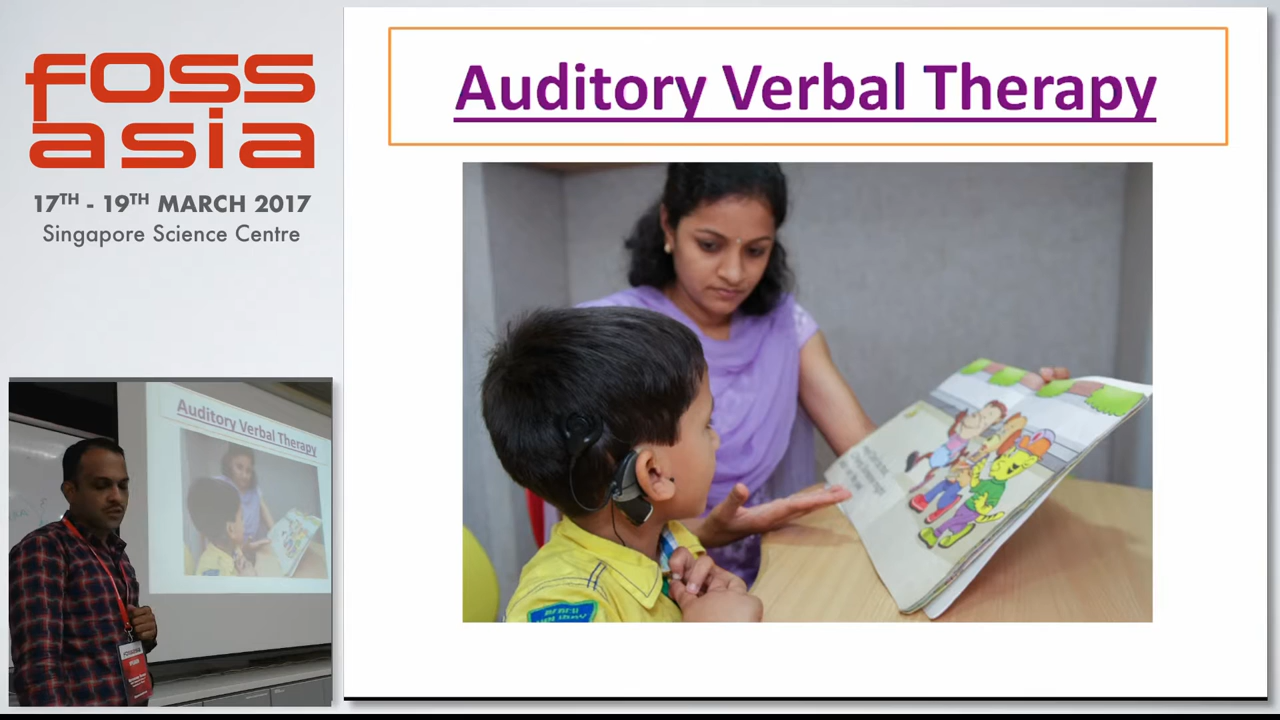 foss
asia
17TH - 19TH MARCH 2017
Singapore Science Centre
Auditory Verbal Therapy
Auditory Verbal Therapy